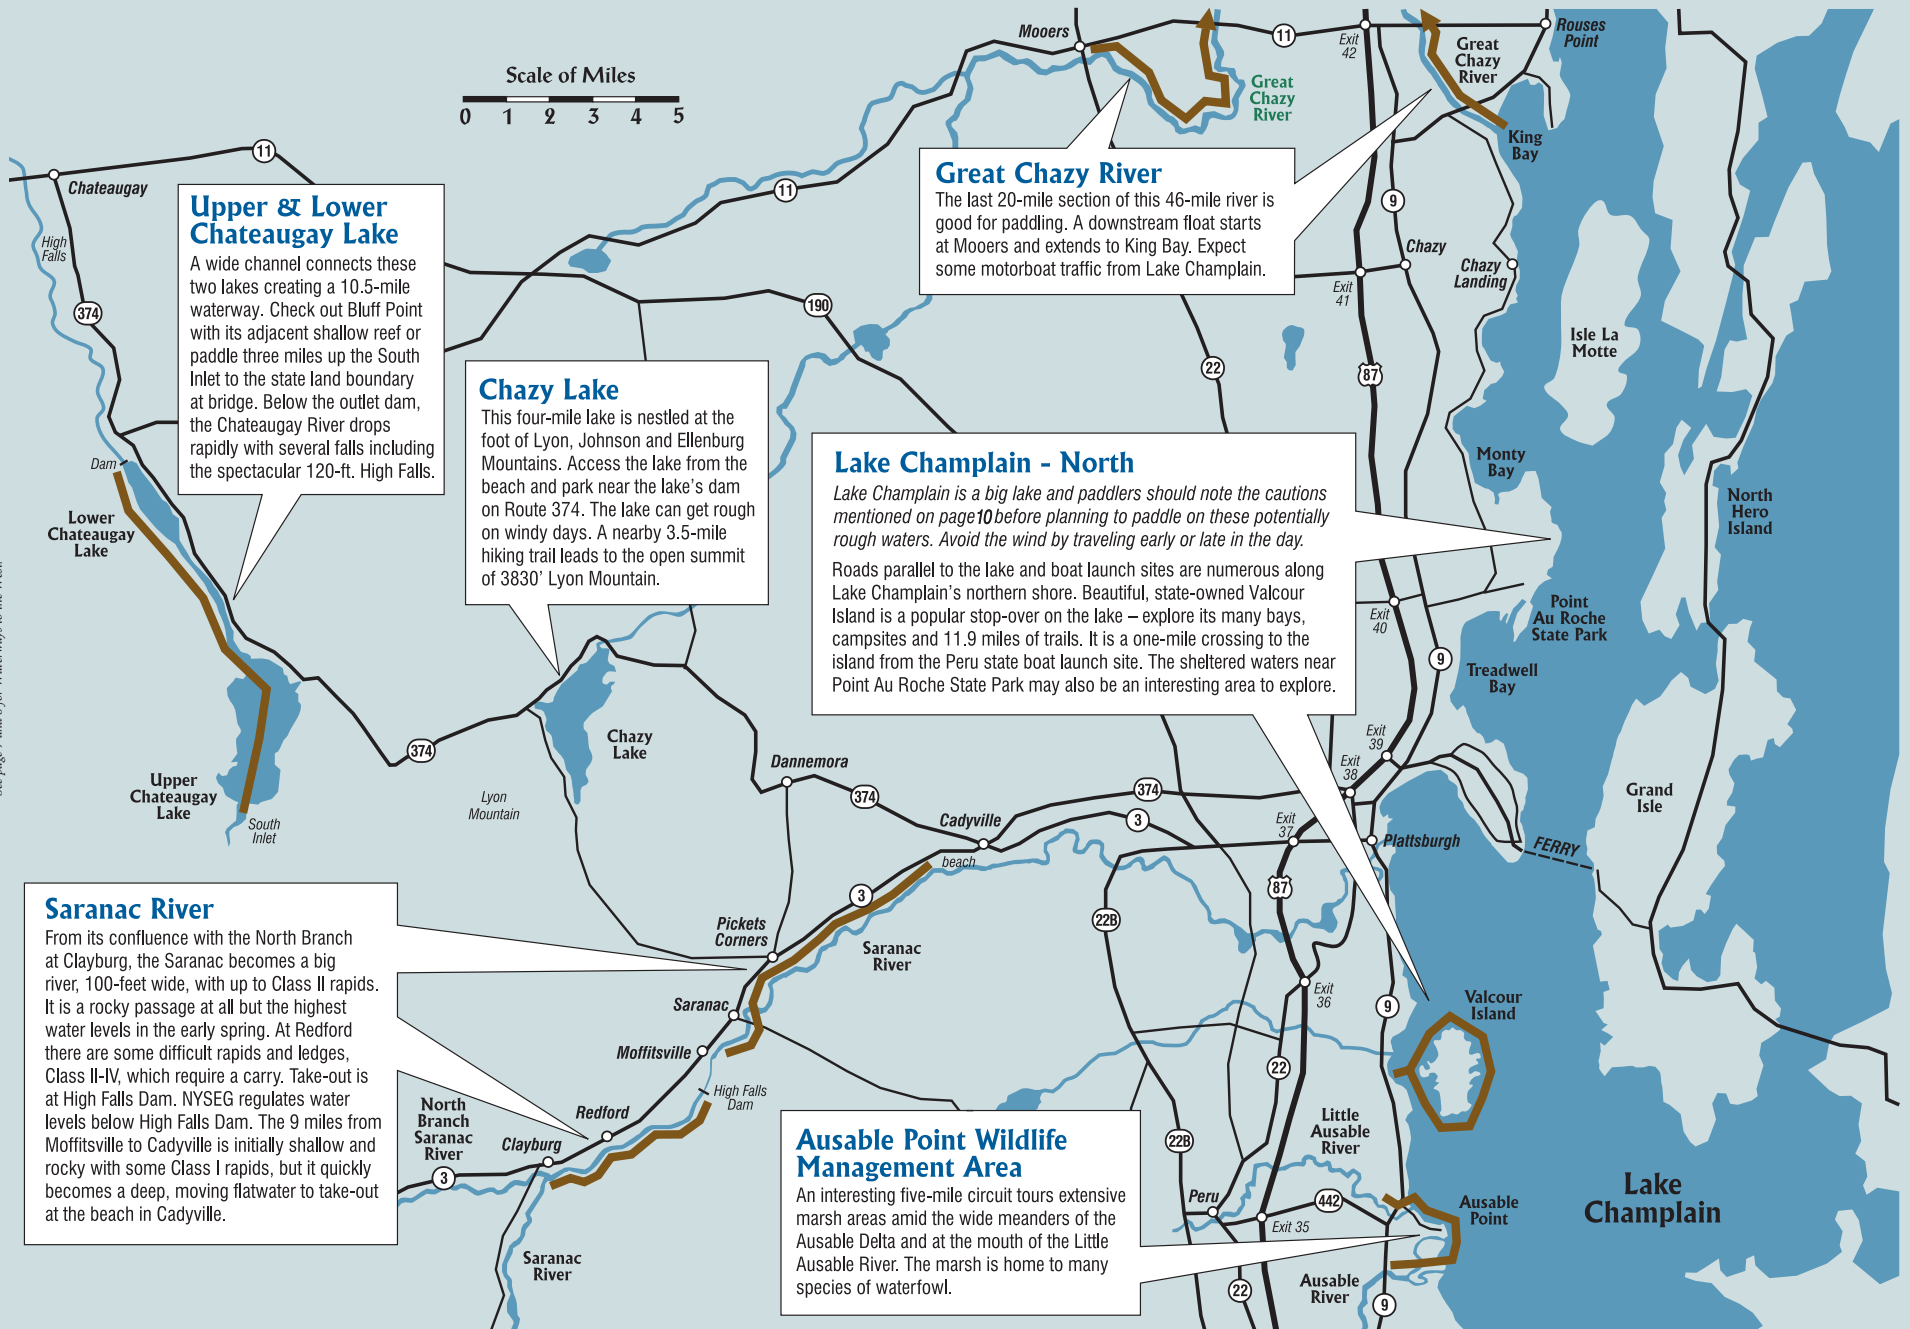 Scale of Miles
0 1 2 3 4 5
Mooers
11
Exit
42
Rouses
Point
Great
Chazy
River
Great
Chazy
River
King
Bay
11
Chateaugay
High
Falls
374
11
190
22
9
Chazy
Exit
41
Chazy
Landing
87
Isle La
Motte
Upper & Lower
Chateaugay Lake
A wide channel connects these
two lakes creating a 10.5-mile
waterway. Check out Bluff Point
with its adjacent shallow reef or
paddle three miles up the South
Inlet to the state land boundary
at bridge. Below the outlet dam,
the Chateaugay River drops
rapidly with several falls including
the spectacular 120-ft. High Falls.
Great Chazy River
The last 20-mile section of this 46-mile river is
good for paddling. A downstream float starts
at Mooers and extends to King Bay. Expect
some motorboat traffic from Lake Champlain.
Chazy Lake
This four-mile lake is nestled at the
foot of Lyon, Johnson and Ellenburg
Mountains. Access the lake from the
beach and park near the lake's dam
on Route 374. The lake can get rough
on windy days. A nearby 3.5-mile
hiking trail leads to the open summit
of 3830' Lyon Mountain.
Lake Champlain - North
Lake Champlain is a big lake and paddlers should note the cautions
mentioned on page 10 before planning to paddle on these potentially
rough waters. Avoid the wind by traveling early or late in the day.
Roads parallel to the lake and boat launch sites are numerous along
Lake Champlain's northern shore. Beautiful, state-owned Valcour
Island is a popular stop-over on the lake – explore its many bays,
campsites and 11.9 miles of trails. It is a one-mile crossing to the
island from the Peru state boat launch site. The sheltered waters near
Point Au Roche State Park may also be an interesting area to explore.
Dam
Lower
Chateaugay
Lake
Upper
Chateaugay
Lake
South
Inlet
374
Lyon
Mountain
Chazy
Lake
Dannemora
374
Cadyville
beach
374
3
Monty
Bay
North
Hero
Island
Exit
40
Point
Au Roche
State Park
9
Treadwell
Bay
Exit
39
Exit
38
Exit
37
Plattsburgh
FERRY
Grand
Isle
87
22B
3
Pickets
Corners
Saranac
River
Saranac
Moffitsville
High Falls
Dam
Redford
Clayburg
North
Branch
Saranac
River
3
Saranac
River
Saranac River
From its confluence with the North Branch
at Clayburg, the Saranac becomes a big
river, 100-feet wide, with up to Class II rapids.
It is a rocky passage at all but the highest
water levels in the early spring. At Redford
there are some difficult rapids and ledges,
Class II-IV, which require a carry. Take-out is
at High Falls Dam. NYSEG regulates water
levels below High Falls Dam. The 9 miles from
Moffitsville to Cadyville is initially shallow and
rocky with some Class I rapids, but it quickly
becomes a deep, moving flatwater to take-out
at the beach in Cadyville.
Exit
36
9
Valcour
Island
22
Little
Ausable
River
22B
Peru
442
Exit 35
Ausable
Point
Lake
Champlain
Ausable
River
22
9
Ausable Point Wildlife
Management Area
An interesting five-mile circuit tours extensive
marsh areas amid the wide meanders of the
Ausable Delta and at the mouth of the Little
Ausable River. The marsh is home to many
species of waterfowl.